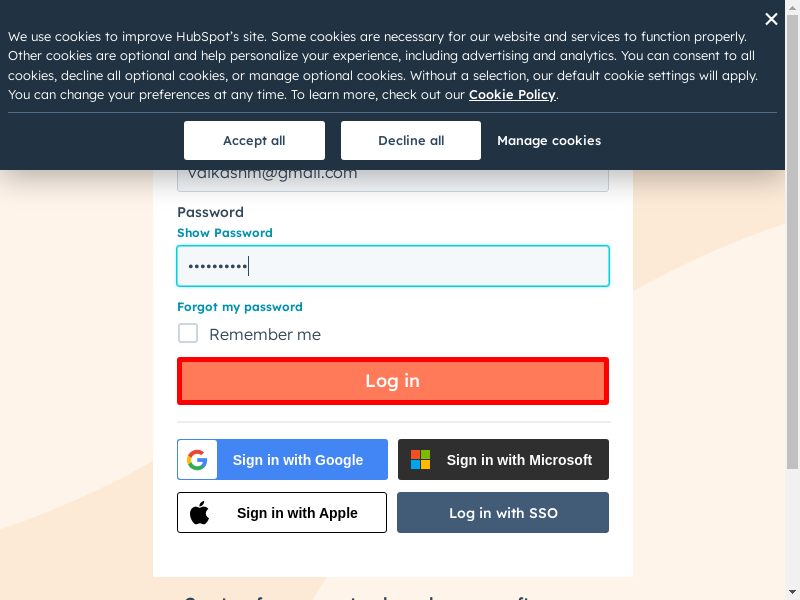 We use cookies to improve HubSpot's site. Some cookies are necessary for our website and services to function properly.
Other cookies are optional and help personalize your experience, including advertising and analytics. You can consent to all
cookies, decline all optional cookies, or manage optional cookies. Without a selection, our default cookie settings will apply.
You can change your preferences at any time. To learn more, check out our Cookie Policy.
Accept all
Decline all
Manage cookies
Password
Show Password
••••••••••
Forgot my password
Remember me
Log in
Sign in with Google
Sign in with Microsoft
Sign in with Apple
Log in with SSO